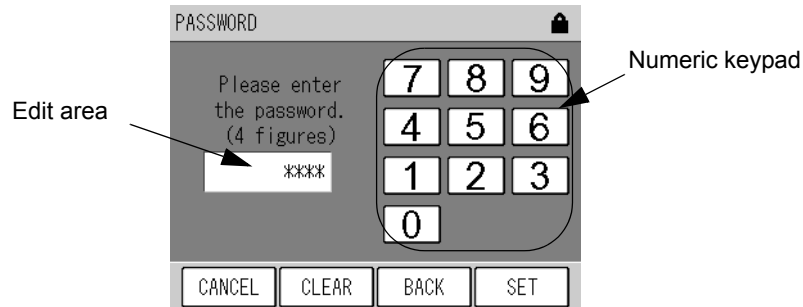 PASSWORD
Numeric keypad
Please enter
the password.
(4 figures)
Edit area
****
7 8 9
4 5 6
1 2 3
0
CANCEL CLEAR BACK SET